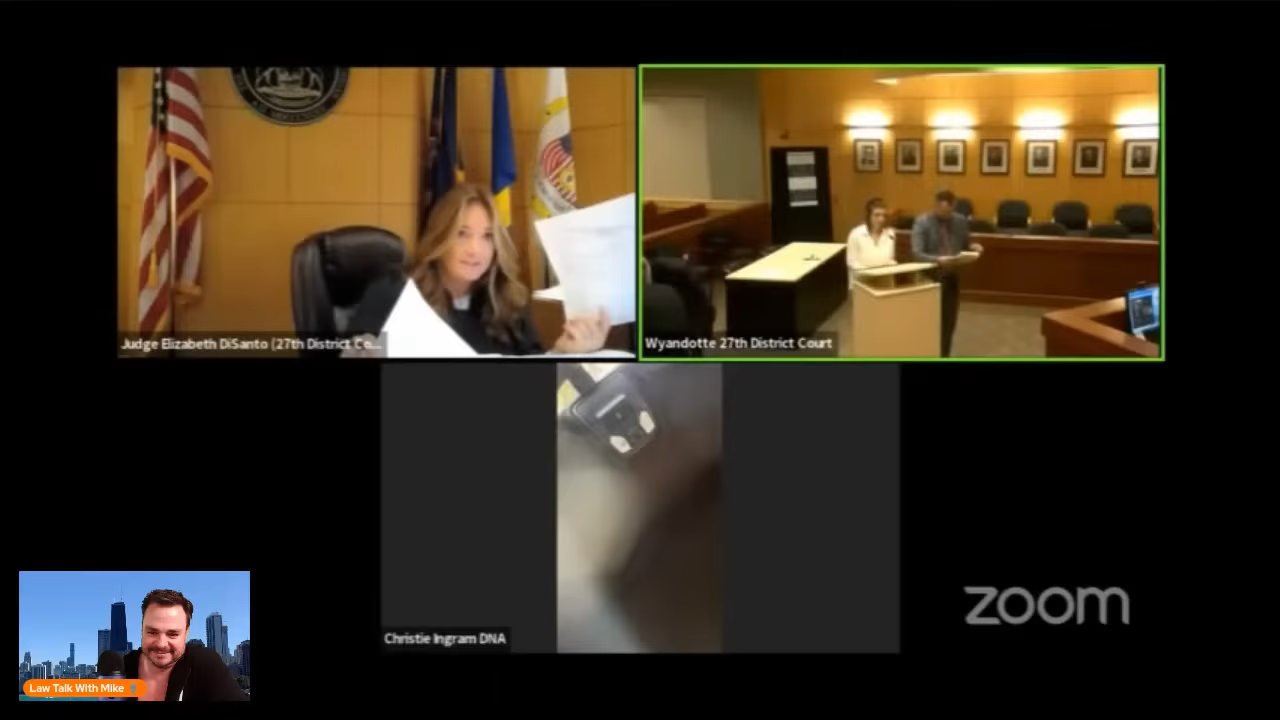 Judge Elizabeth DiSanto (27th District Co...
Wyandotte 27th District Court
Christie Ingram DNA
zoom
Law Talk With Mike